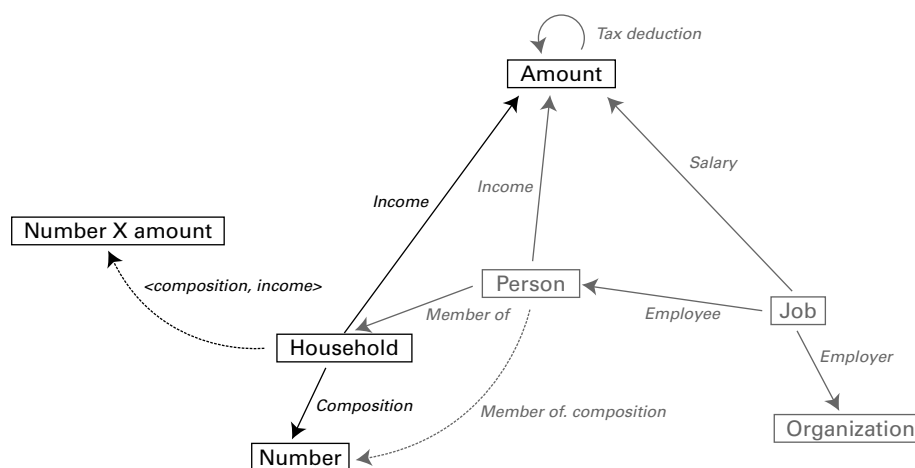 Tax deduction
Amount
Salary
Income
Income
Number X amount
<composition, income>
Person
Member of
Employee
Job
Household
Employer
Composition
Member of. composition
Organization
Number